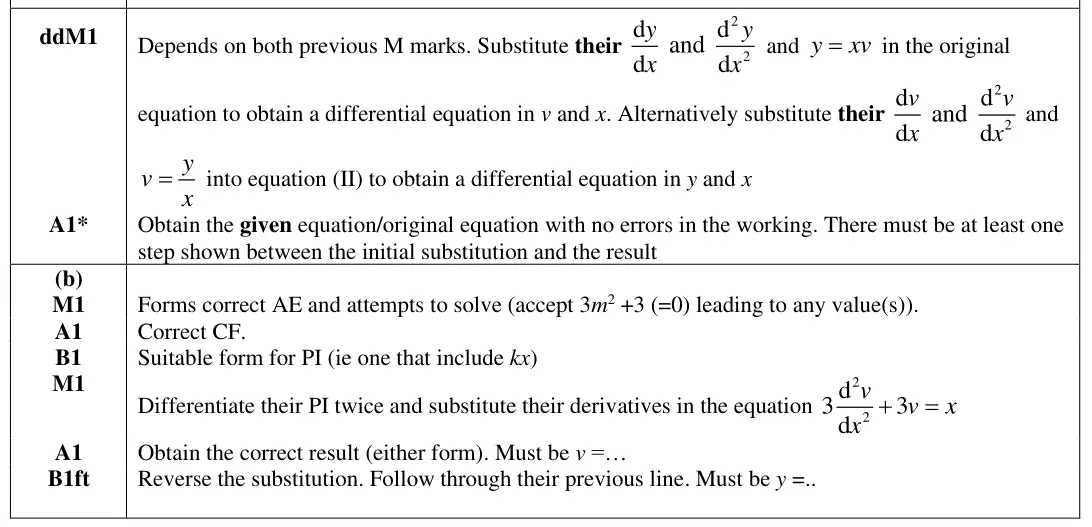 ddM1 Depends on both previous M marks. Substitute their dy/dx and d²y/dx² and y = xv in the original
equation to obtain a differential equation in v and x. Alternatively substitute their dv/dx and d²v/dx² and
v = y/x into equation (II) to obtain a differential equation in y and x
A1* Obtain the given equation/original equation with no errors in the working. There must be at least one
step shown between the initial substitution and the result
(b)
M1 Forms correct AE and attempts to solve (accept 3m² +3 (=0) leading to any value(s)).
A1 Correct CF.
B1 Suitable form for PI (ie one that include kx)
M1 Differentiate their PI twice and substitute their derivatives in the equation 3 d²v/dx² + 3v = x
A1 Obtain the correct result (either form). Must be v =…
B1ft Reverse the substitution. Follow through their previous line. Must be y =..